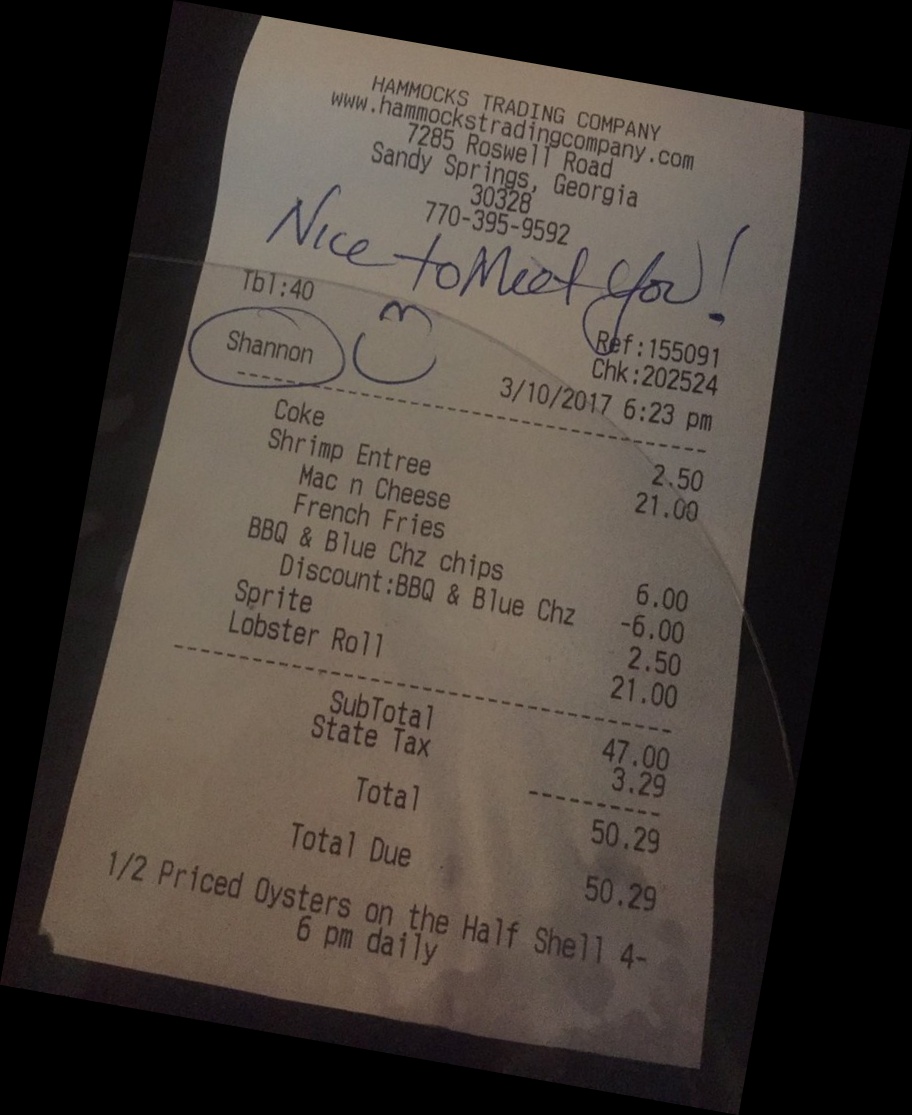 HAMMOCKS TRADING COMPANY
www.hammockstradingcompany.com
7285 Roswell Road
Sandy Springs, Georgia
30328
770-395-9592
Nice to Meet You!
Tbl:40
Ref:155091
Shannon
Chk:202524
3/10/2017 6:23 pm
Coke 2.50
Shrimp Entree 21.00
Mac n Cheese
French Fries
BBQ & Blue Chz chips 6.00
Discount:BBQ & Blue Chz -6.00
Sprite 2.50
Lobster Roll 21.00
SubTotal 47.00
State Tax 3.29
Total 50.29
Total Due 50.29
1/2 Priced Oysters on the Half Shell 4-
6 pm daily